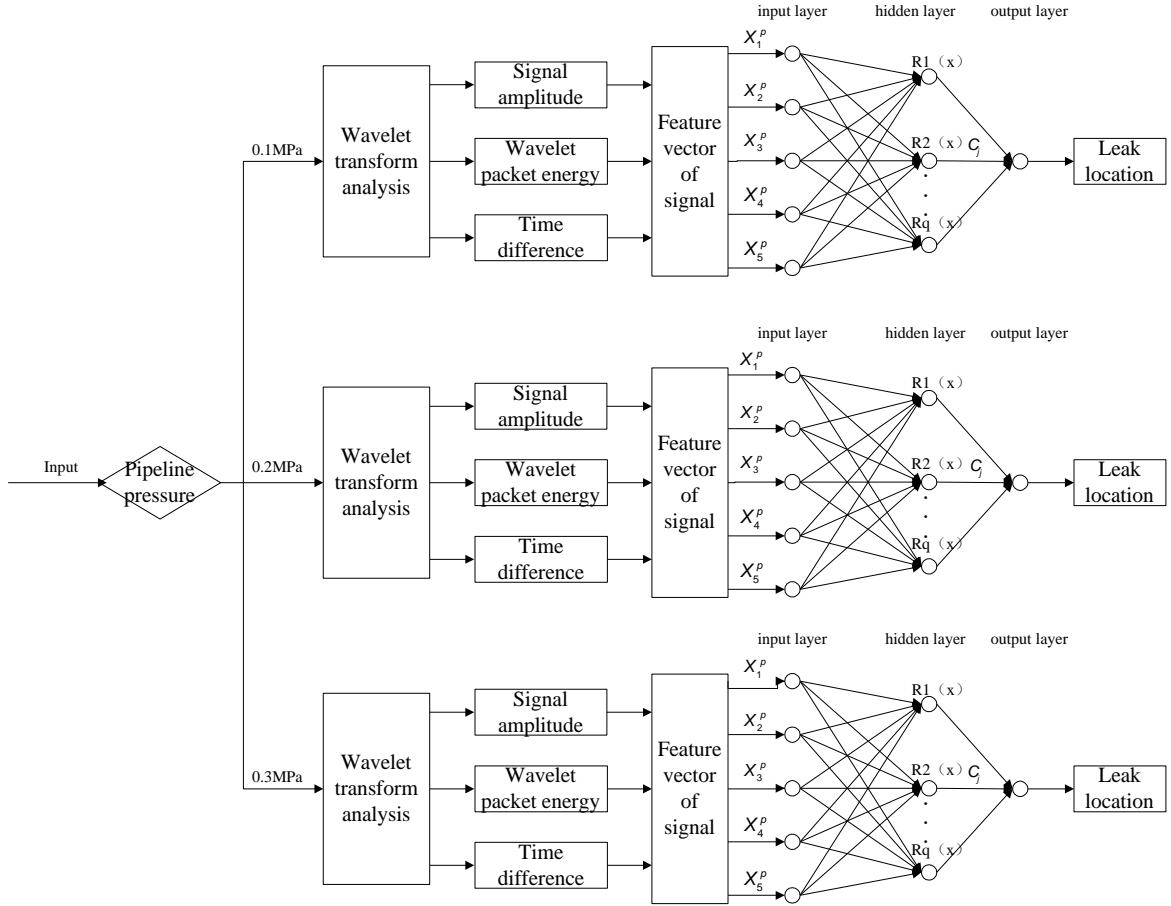 input layer hidden layer output layer
X₁ᵖ
R1（x）
Signal
amplitude
X₂ᵖ
0.1MPa
Wavelet
transform
analysis
Wavelet
packet energy
Feature
vector
of
signal
X₃ᵖ
R2（x）
Cⱼ
Leak
location
X₄ᵖ
Rq（x）
Time
difference
X₅ᵖ
input layer hidden layer output layer
X₁ᵖ
R1（x）
Signal
amplitude
X₂ᵖ
Input
Pipeline
pressure
0.2MPa
Wavelet
transform
analysis
Wavelet
packet energy
Feature
vector
of
signal
X₃ᵖ
R2（x）
Cⱼ
Leak
location
X₄ᵖ
Rq（x）
Time
difference
X₅ᵖ
input layer hidden layer output layer
X₁ᵖ
R1（x）
Signal
amplitude
X₂ᵖ
0.3MPa
Wavelet
transform
analysis
Wavelet
packet energy
Feature
vector
of
signal
X₃ᵖ
R2（x）
Cⱼ
Leak
location
X₄ᵖ
Rq（x）
Time
difference
X₅ᵖ